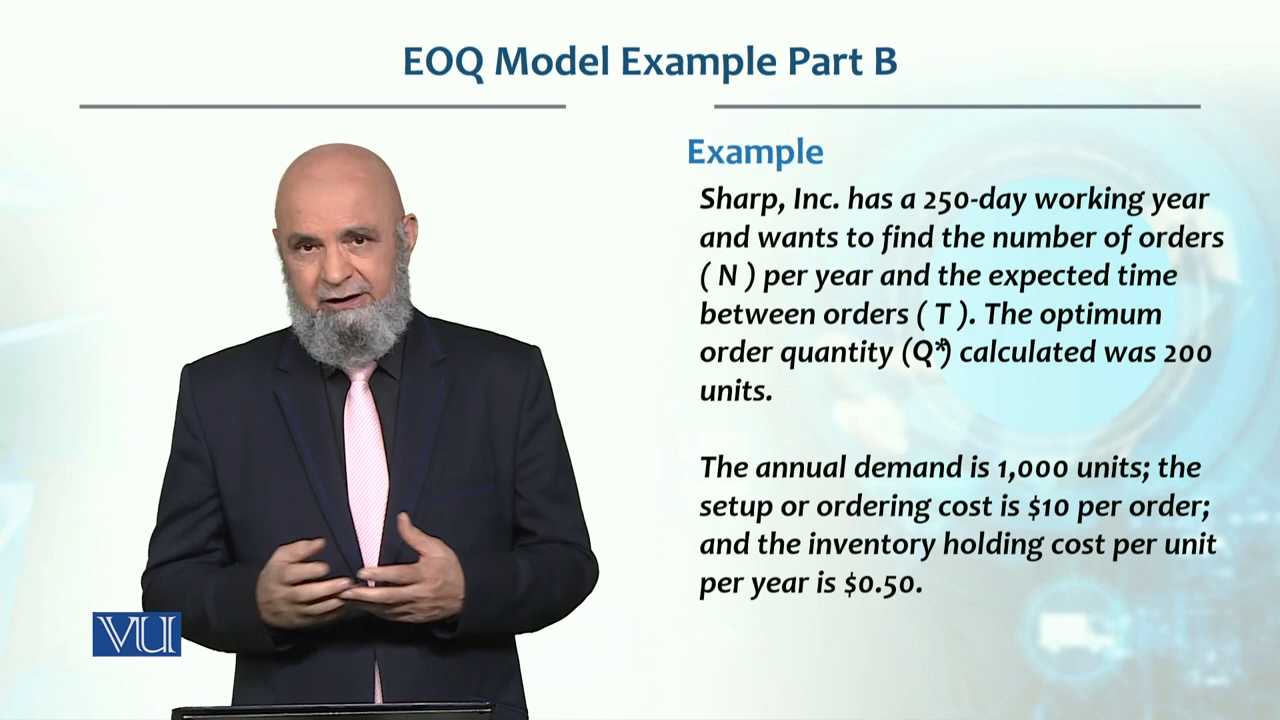 EOQ Model Example Part B
Example
Sharp, Inc. has a 250-day working year
and wants to find the number of orders
( N ) per year and the expected time
between orders ( T ). The optimum
order quantity (Q*) calculated was 200
units.
The annual demand is 1,000 units; the
setup or ordering cost is $10 per order;
and the inventory holding cost per unit
per year is $0.50.
VU